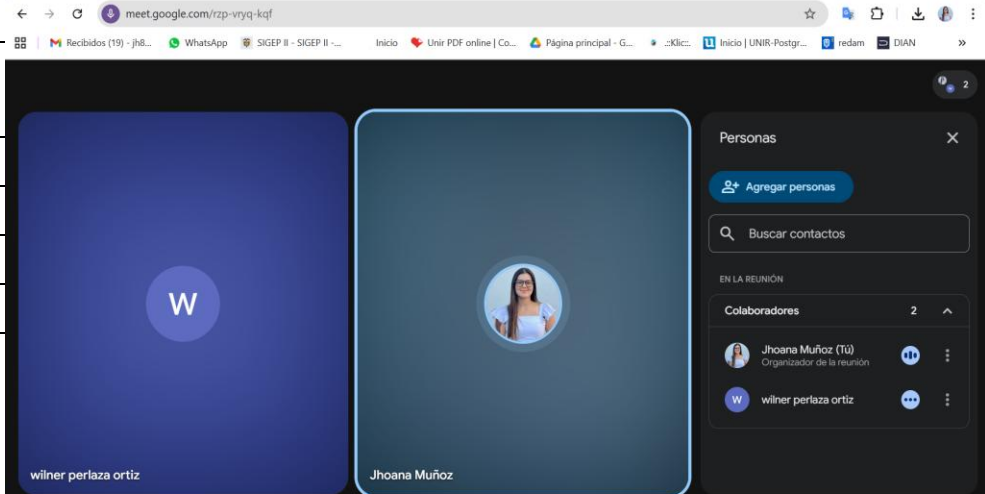 meet.google.com/rzp-vryq-kqf
Recibidos (19) - jh8... WhatsApp SIGEP II - SIGEP II -... Inicio Unir PDF online | Co... Página principal - G... .::Klic::. Inicio | UNIR-Postgr... redam DIAN »
2
Personas
Agregar personas
Buscar contactos
EN LA REUNIÓN
Colaboradores 2
Jhoana Muñoz (Tú)
Organizador de la reunión
W wilner perlaza ortiz
W
wilner perlaza ortiz
Jhoana Muñoz